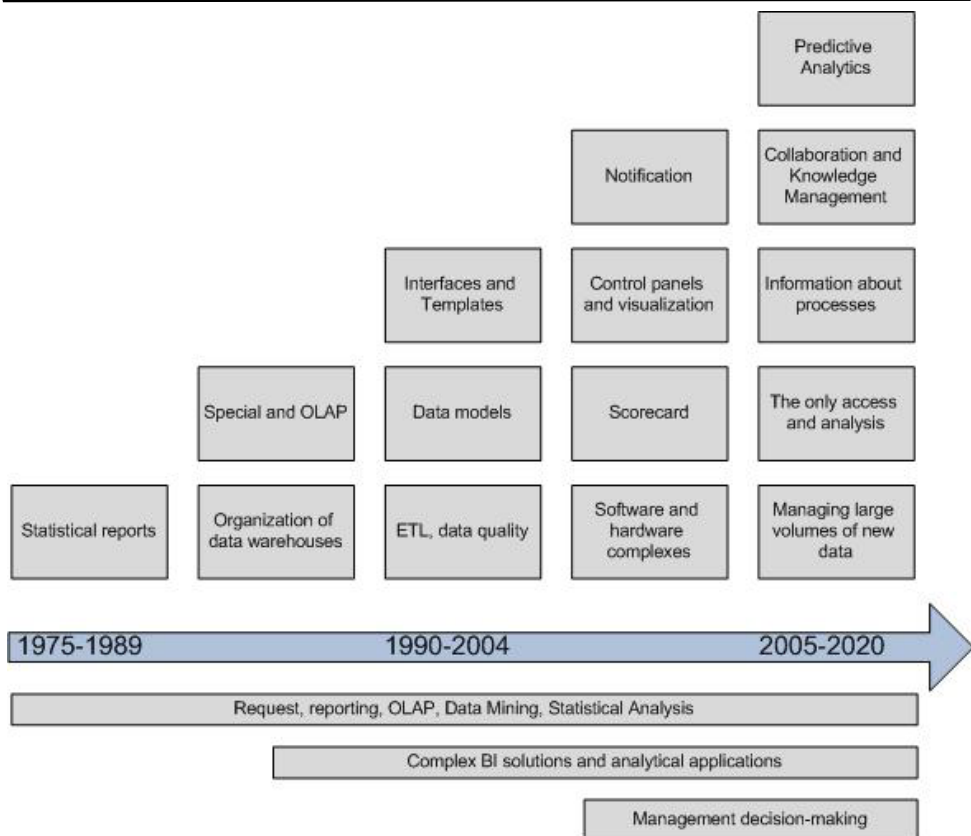 Predictive
Analytics
Notification
Collaboration and
Knowledge
Management
Interfaces and
Templates
Control panels
and visualization
Information about
processes
Special and OLAP
Data models
Scorecard
The only access
and analysis
Statistical reports
Organization of
data warehouses
ETL, data quality
Software and
hardware
complexes
Managing large
volumes of new
data
1975-1989
1990-2004
2005-2020
Request, reporting, OLAP, Data Mining, Statistical Analysis
Complex BI solutions and analytical applications
Management decision-making